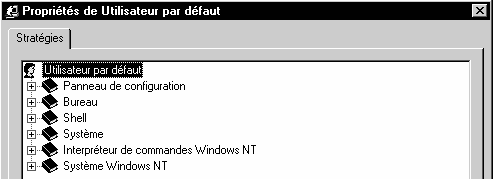 Propriétés de Utilisateur par défaut
Stratégies
Utilisateur par défaut
Panneau de configuration
Bureau
Shell
Système
Interpréteur de commandes Windows NT
Système Windows NT